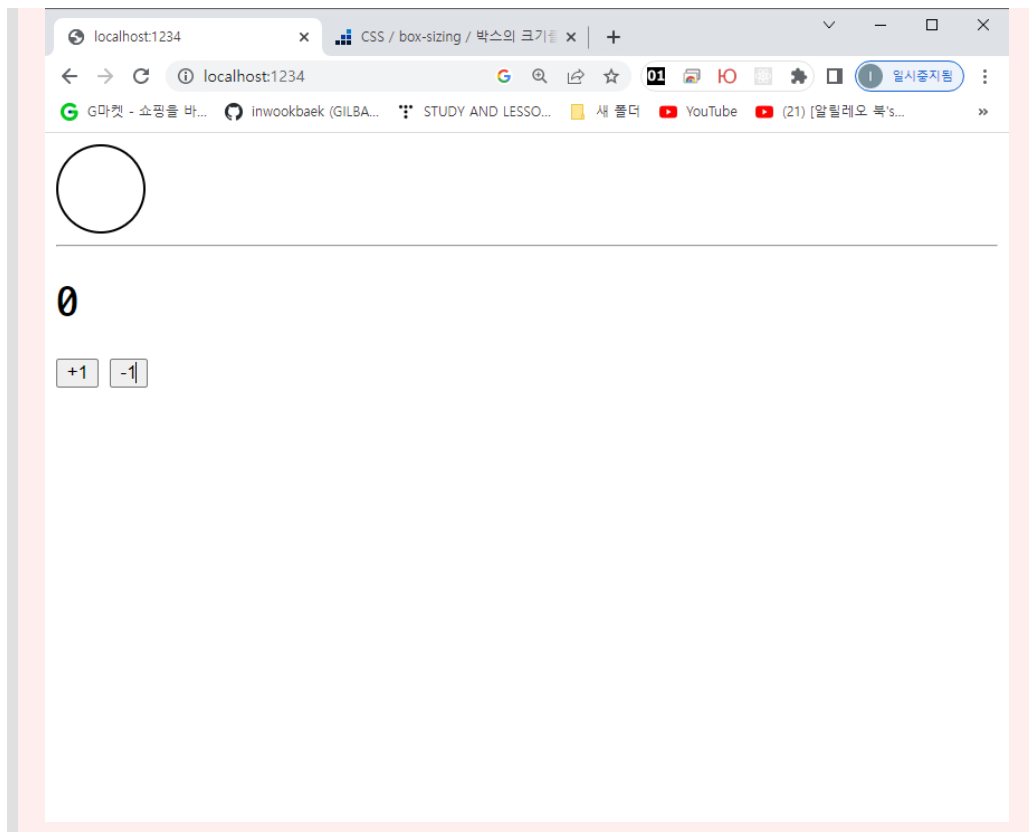 localhost:1234 CSS / box-sizing / 박스의 크기를
localhost:1234 일시중지됨
G마켓 - 쇼핑을 바... inwookbaek (GILBA... STUDY AND LESSO... 새 폴더 YouTube (21) [알릴레오 북's... »
0
+1 -1